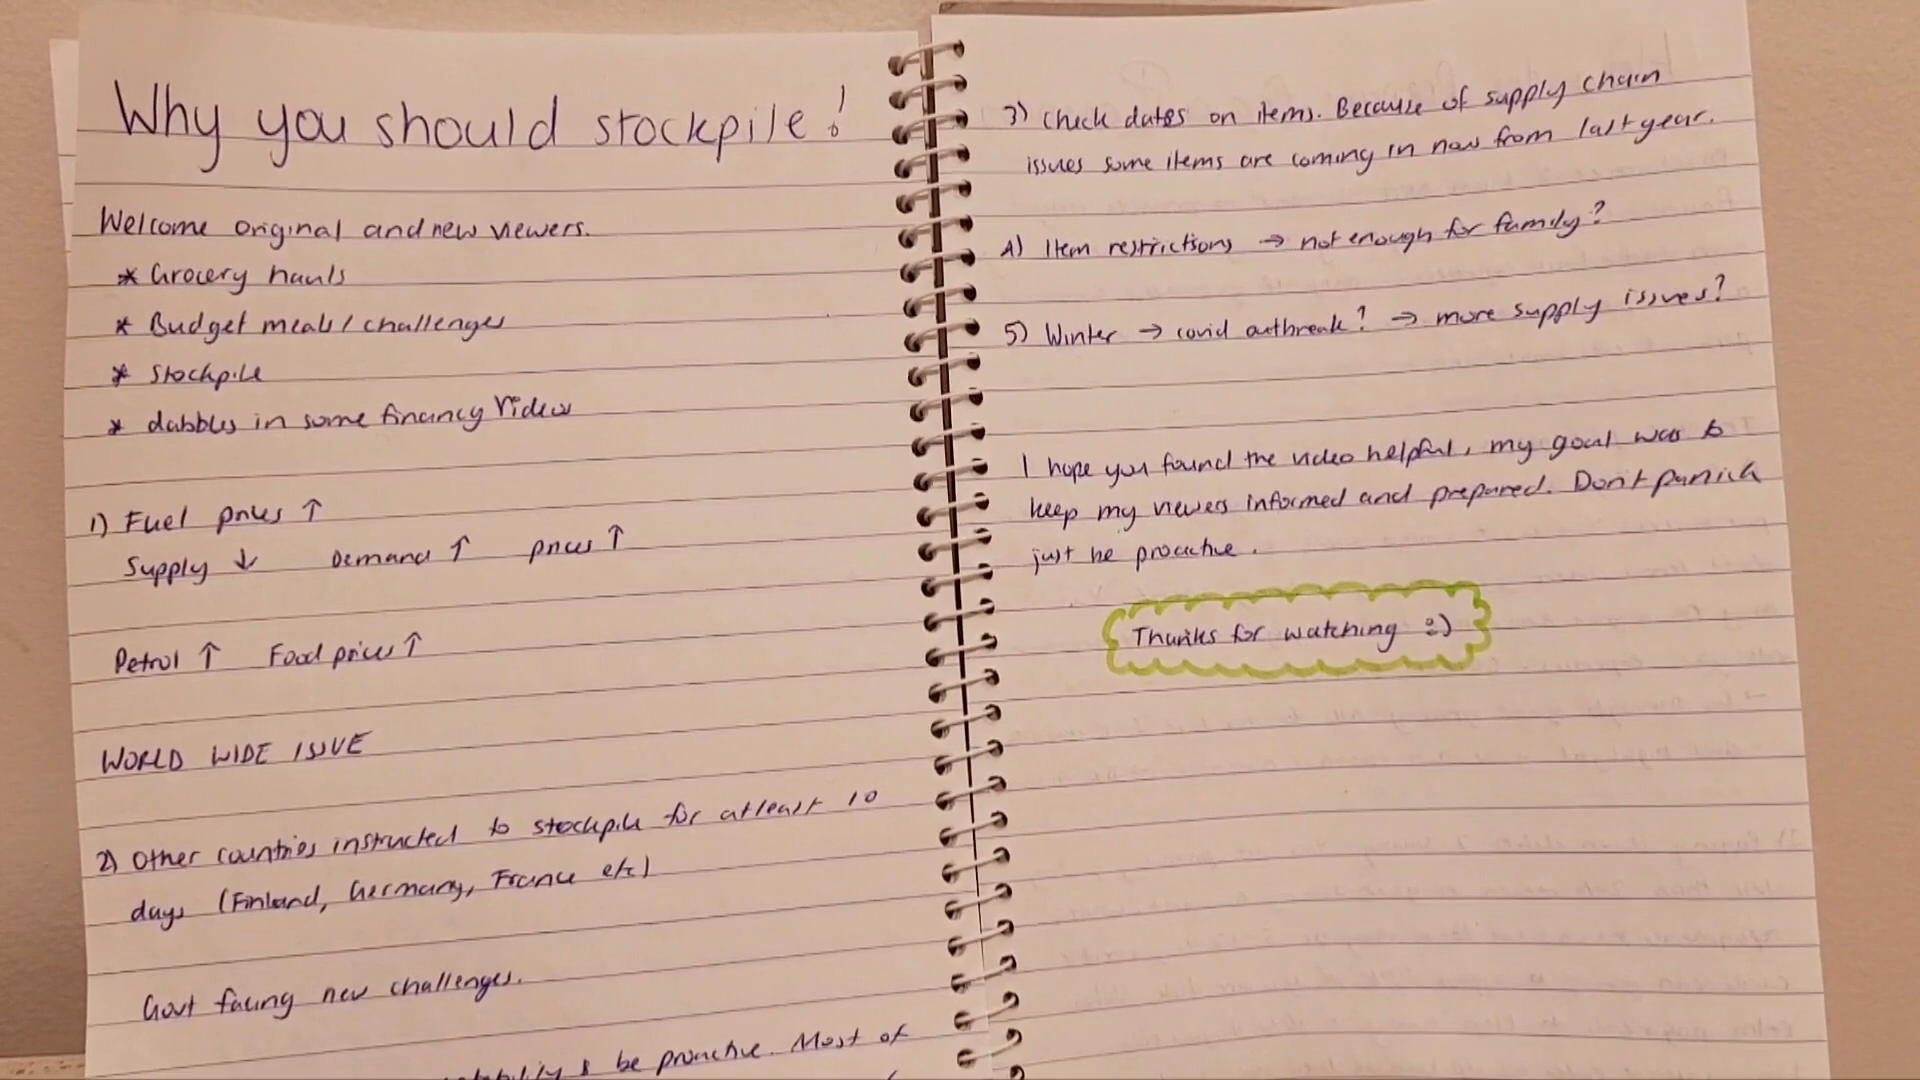 Why you should stockpile!
Welcome original and new viewers.
* Grocery hauls
* Budget meals / challenges
* Stockpile
* dabbles in some financy videos
1) Fuel prices ↑
Supply ↓ Demand ↑ prices ↑
Petrol ↑ Food prices ↑
WORLD WIDE ISSUE
2) Other countries instructed to stockpile for atleast 10
days (Finland, Germany, France etc)
Govt facing new challenges.
& be proactive. Most of
3) Check dates on items. Because of supply chain
issues some items are coming in now from last year.
4) Item restrictions → not enough for family?
5) Winter → covid outbreak? → more supply issues?
I hope you found the video helpful, my goal was to
keep my viewers informed and prepared. Don't panick
just be proactive.
Thanks for watching :)